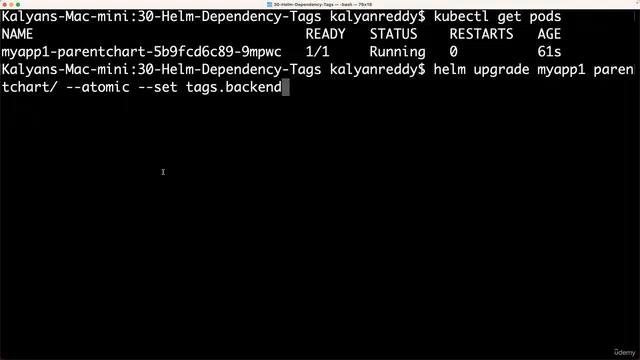 30-Helm-Dependency-Tags — -bash — 79×18
Kalyans-Mac-mini:30-Helm-Dependency-Tags kalyanreddy$ kubectl get pods
NAME READY STATUS RESTARTS AGE
myapp1-parentchart-5b9fcd6c89-9mpwc 1/1 Running 0 61s
Kalyans-Mac-mini:30-Helm-Dependency-Tags kalyanreddy$ helm upgrade myapp1 paren
tchart/ --atomic --set tags.backend
udemy